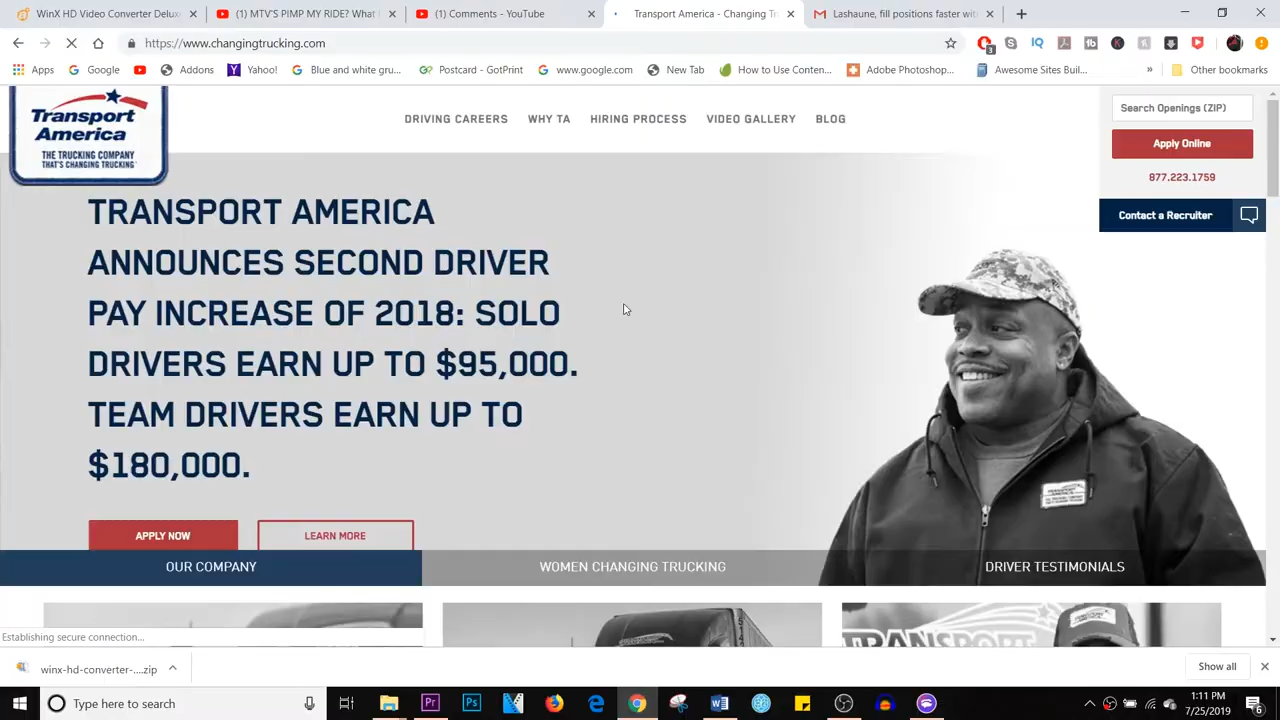 WinX HD Video Converter Delux
(1) MTV'S PIMP MY RIDE? What
(1) Comments - YouTube
Transport America - Changing Tr
Lashaune, fill positions faster wit
https://www.changingtrucking.com
3
Apps
Google
Addons
Yahoo!
Blue and white gru...
Postcard - GotPrint
www.google.com
New Tab
How to Use Conten...
Adobe Photoshop...
Awesome Sites Buil...
»
Other bookmarks
Transport
America
THE TRUCKING COMPANY
THAT'S CHANGING TRUCKING
DRIVING CAREERS
WHY TA
HIRING PROCESS
VIDEO GALLERY
BLOG
Search Openings (ZIP)
Apply Online
877.223.1759
Contact a Recruiter
TRANSPORT AMERICA
ANNOUNCES SECOND DRIVER
PAY INCREASE OF 2018: SOLO
DRIVERS EARN UP TO $95,000.
TEAM DRIVERS EARN UP TO
$180,000.
APPLY NOW
LEARN MORE
OUR COMPANY
WOMEN CHANGING TRUCKING
DRIVER TESTIMONIALS
TRANSPORT
Establishing secure connection...
winx-hd-converter-....zip
Show all
Type here to search
1:11 PM
7/25/2019
6